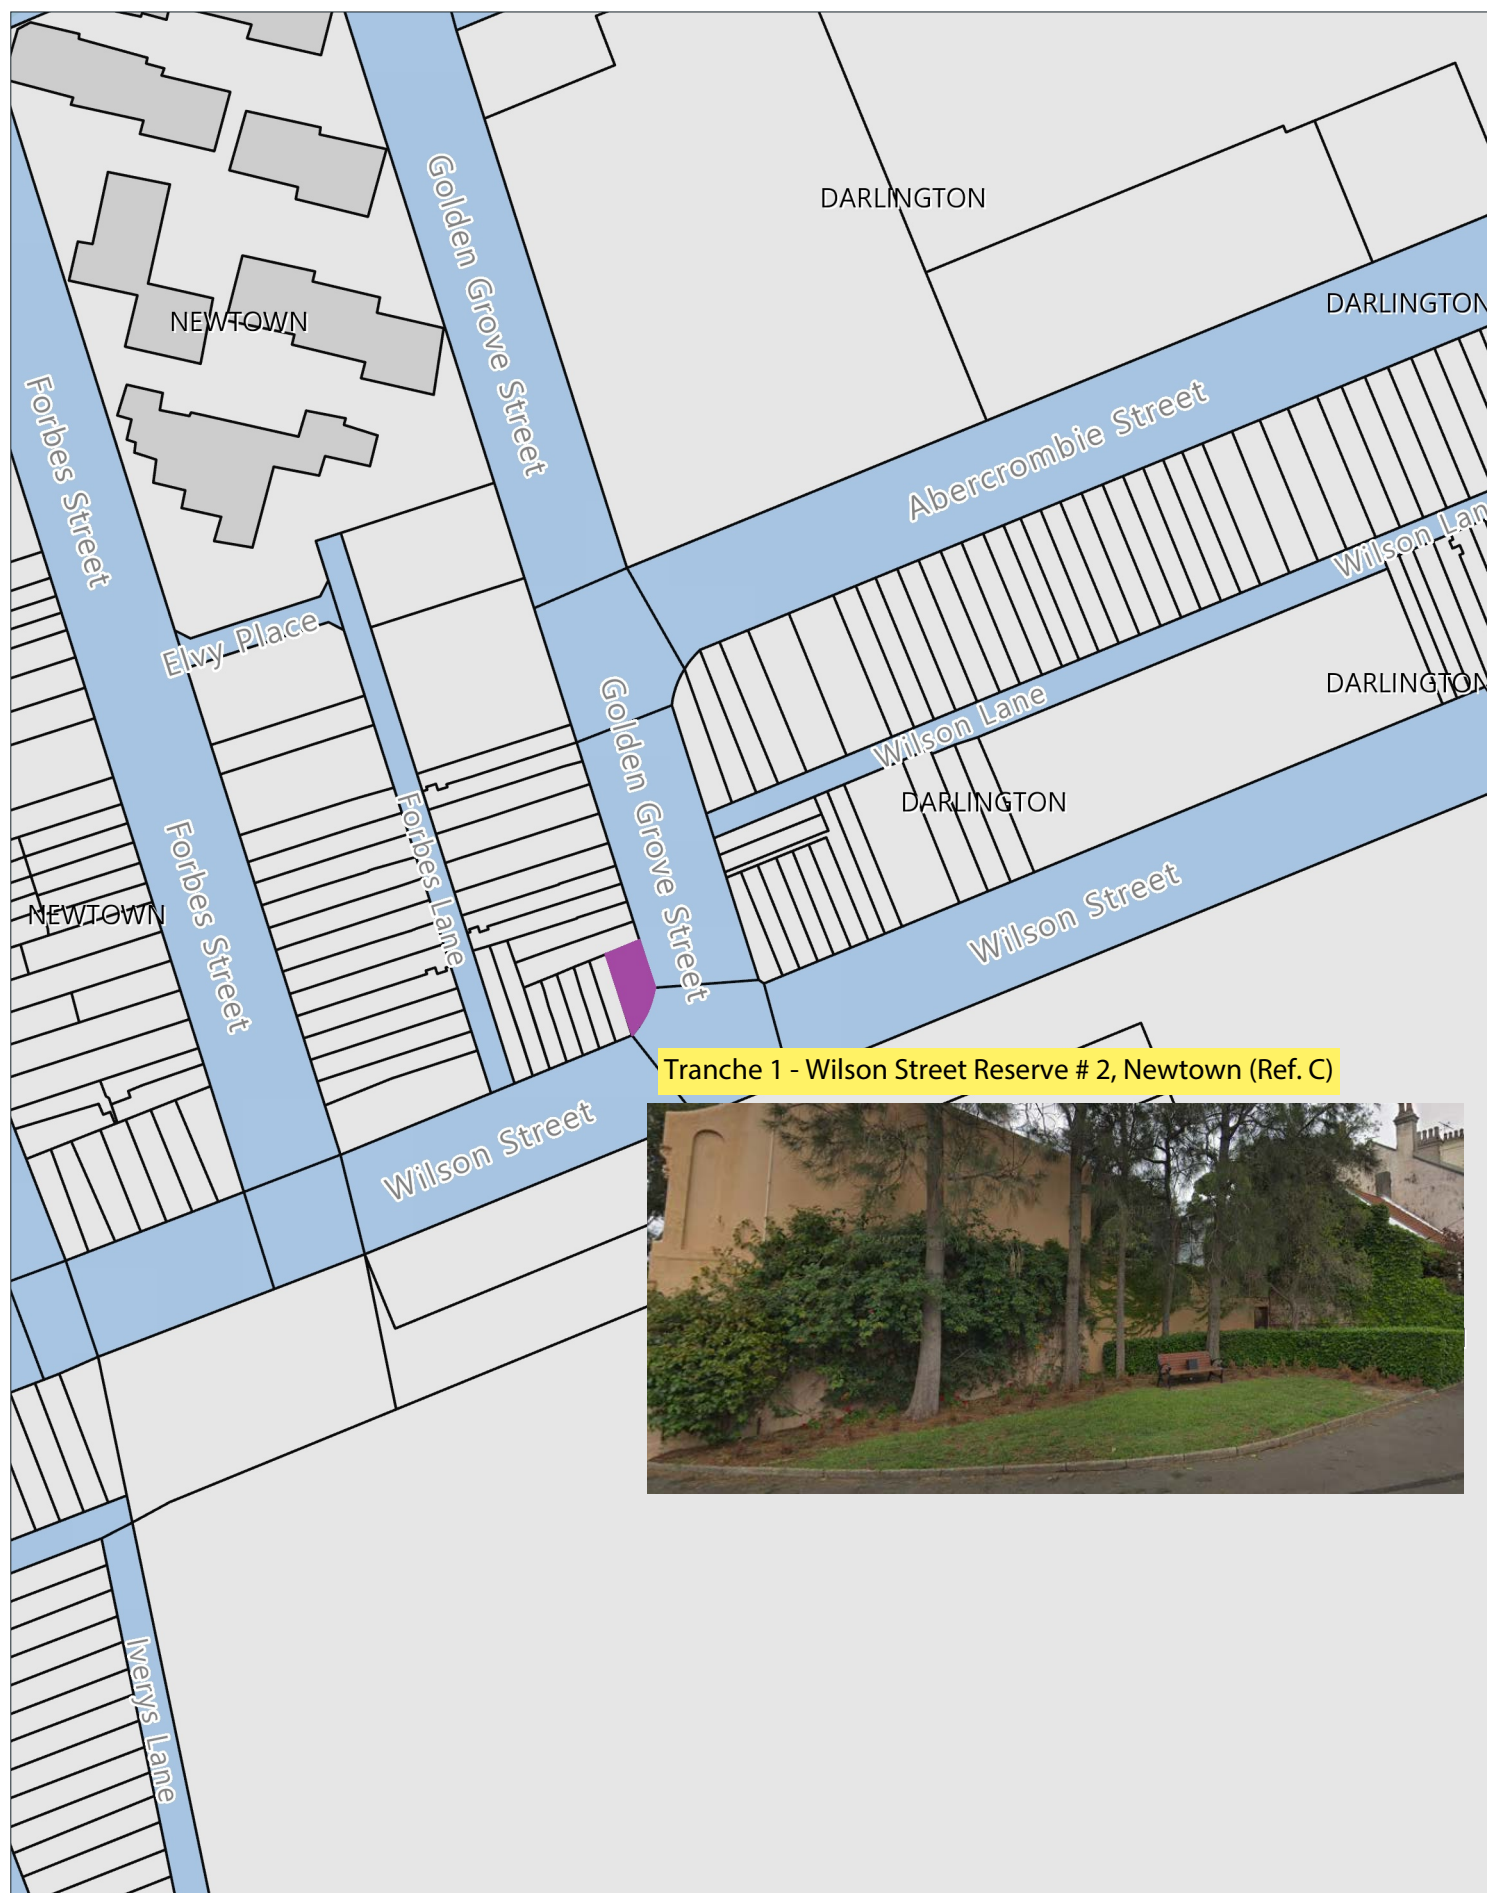 Golden Grove Street
DARLINGTON
DARLINGTON
NEWTOWN
Forbes Street
Abercrombie Street
Wilson Lan
Elvy Place
DARLINGTON
Golden Grove Street
Wilson Lane
DARLINGTON
Forbes Lane
Forbes Street
NEWTOWN
Wilson Street
Tranche 1 - Wilson Street Reserve # 2, Newtown (Ref. C)
Wilson Street
Iverys Lane